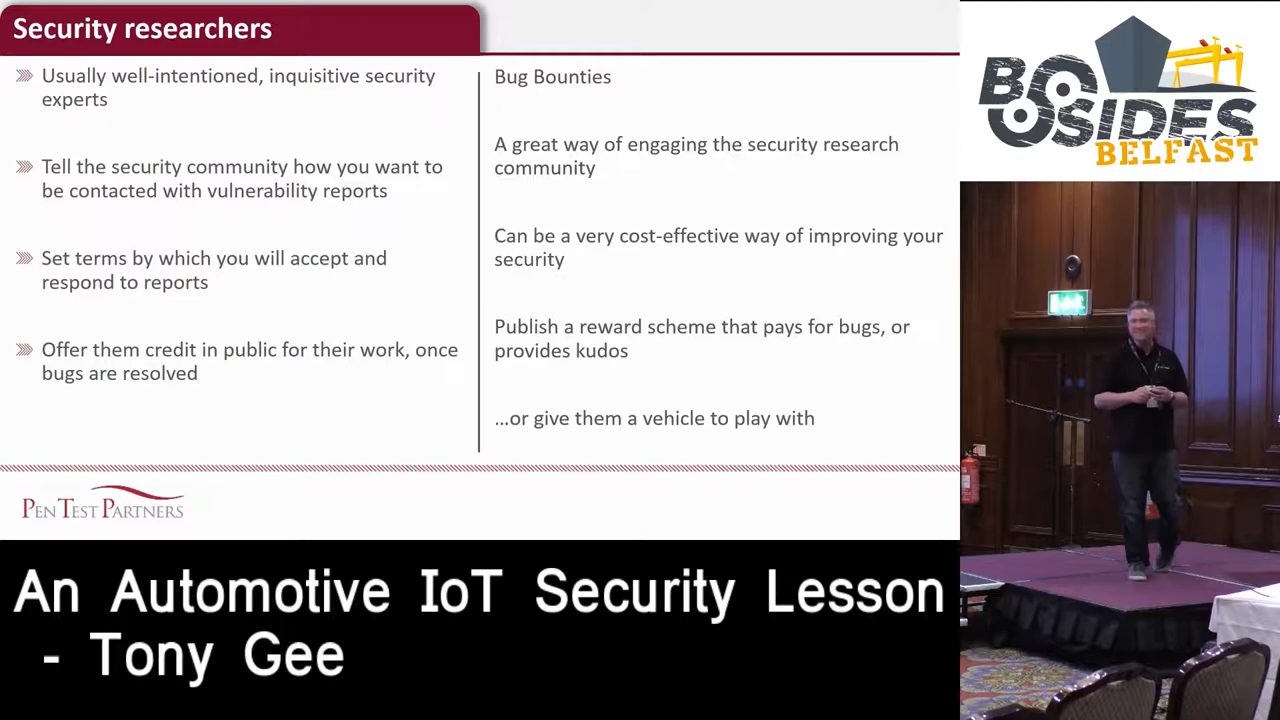 Security researchers
Usually well-intentioned, inquisitive security
experts
Tell the security community how you want to
be contacted with vulnerability reports
Set terms by which you will accept and
respond to reports
Offer them credit in public for their work, once
bugs are resolved
Bug Bounties
A great way of engaging the security research
community
Can be a very cost-effective way of improving your
security
Publish a reward scheme that pays for bugs, or
provides kudos
...or give them a vehicle to play with
PEN TEST PARTNERS
BSIDES
BELFAST
An Automotive IoT Security Lesson
- Tony Gee